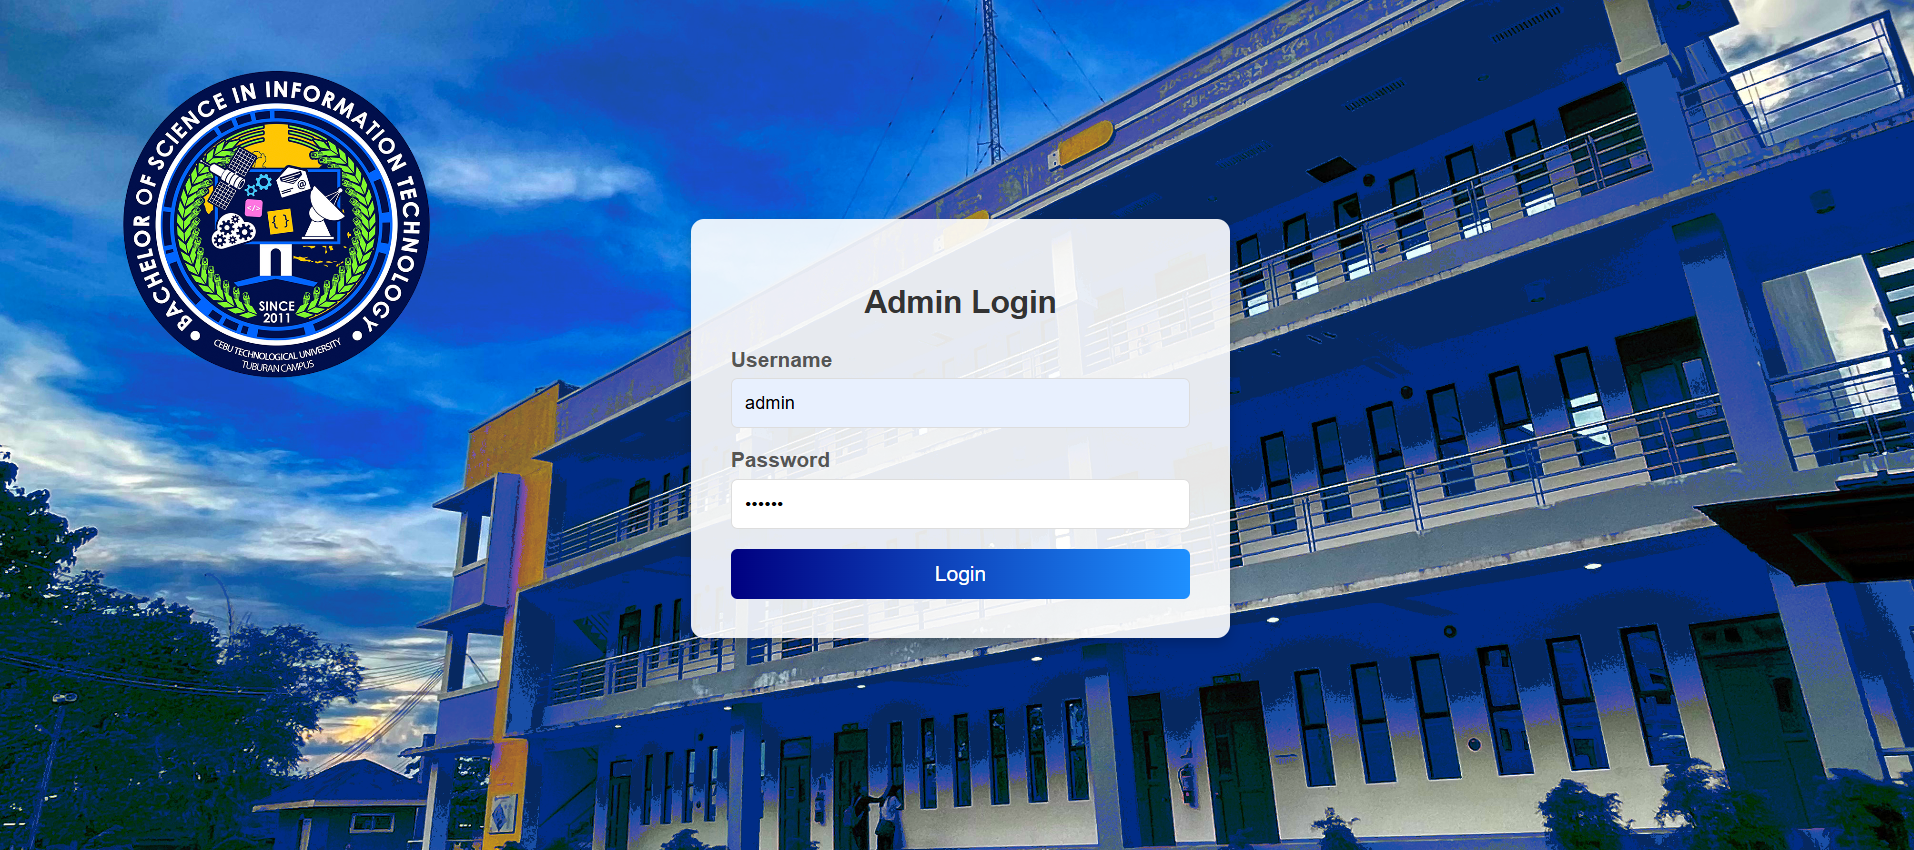 BACHELOR OF SCIENCE IN INFORMATION TECHNOLOGY
</>
{ }
@
SINCE
2011
CEBU TECHNOLOGICAL UNIVERSITY
TUBURAN CAMPUS
Admin Login
Username
admin
Password
••••••
Login